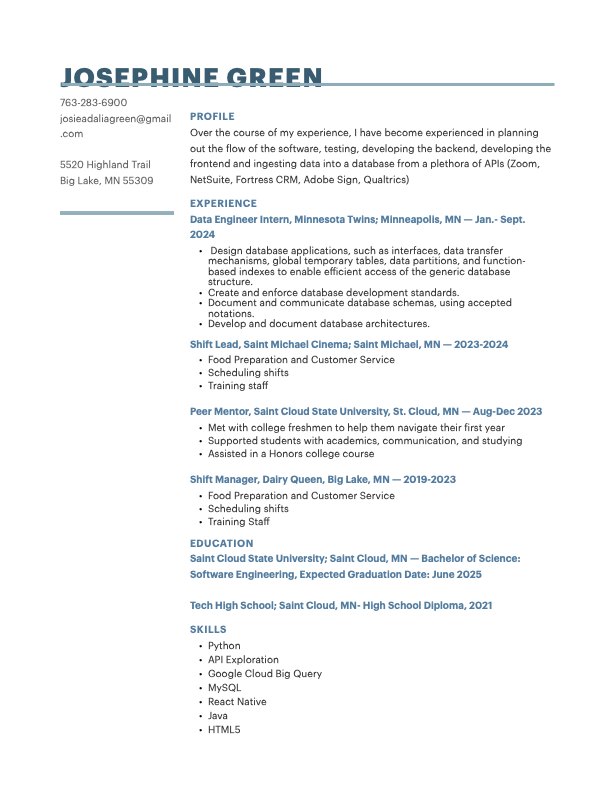 JOSEPHINE GREEN
763-283-6900
josieadaliagreen@gmail
.com
5520 Highland Trail
Big Lake, MN 55309
PROFILE
Over the course of my experience, I have become experienced in planning
out the flow of the software, testing, developing the backend, developing the
frontend and ingesting data into a database from a plethora of APIs (Zoom,
NetSuite, Fortress CRM, Adobe Sign, Qualtrics)
EXPERIENCE
Data Engineer Intern, Minnesota Twins; Minneapolis, MN — Jan.- Sept.
2024
• Design database applications, such as interfaces, data transfer
mechanisms, global temporary tables, data partitions, and function-
based indexes to enable efficient access of the generic database
structure.
• Create and enforce database development standards.
• Document and communicate database schemas, using accepted
notations.
• Develop and document database architectures.
Shift Lead, Saint Michael Cinema; Saint Michael, MN — 2023-2024
• Food Preparation and Customer Service
• Scheduling shifts
• Training staff
Peer Mentor, Saint Cloud State University, St. Cloud, MN — Aug-Dec 2023
• Met with college freshmen to help them navigate their first year
• Supported students with academics, communication, and studying
• Assisted in a Honors college course
Shift Manager, Dairy Queen, Big Lake, MN — 2019-2023
• Food Preparation and Customer Service
• Scheduling shifts
• Training Staff
EDUCATION
Saint Cloud State University; Saint Cloud, MN — Bachelor of Science:
Software Engineering, Expected Graduation Date: June 2025
Tech High School; Saint Cloud, MN- High School Diploma, 2021
SKILLS
• Python
• API Exploration
• Google Cloud Big Query
• MySQL
• React Native
• Java
• HTML5